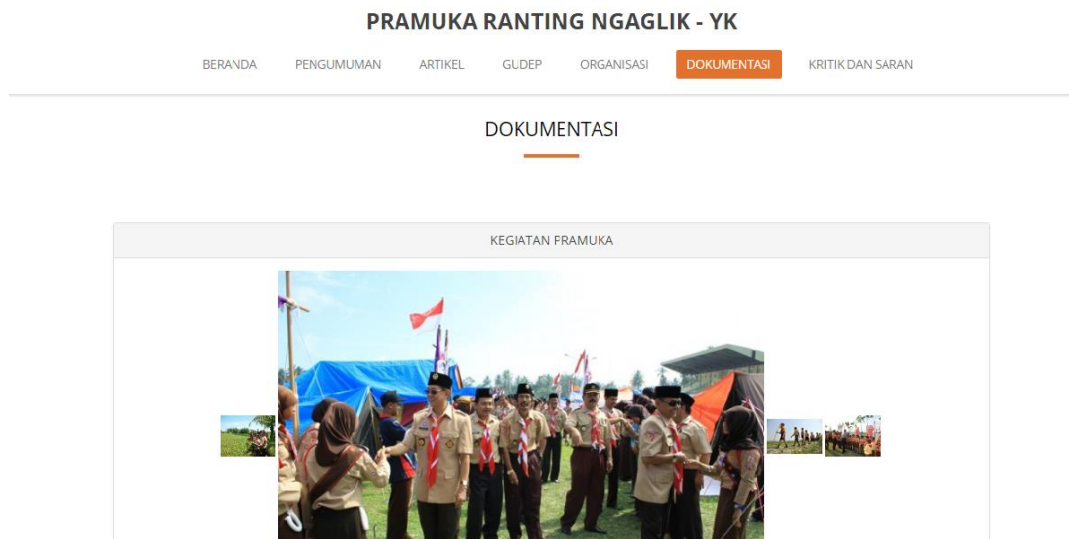 PRAMUKA RANTING NGAGLIK - YK
BERANDA PENGUMUMAN ARTIKEL GUDEP ORGANISASI DOKUMENTASI KRITIK DAN SARAN
DOKUMENTASI
KEGIATAN PRAMUKA